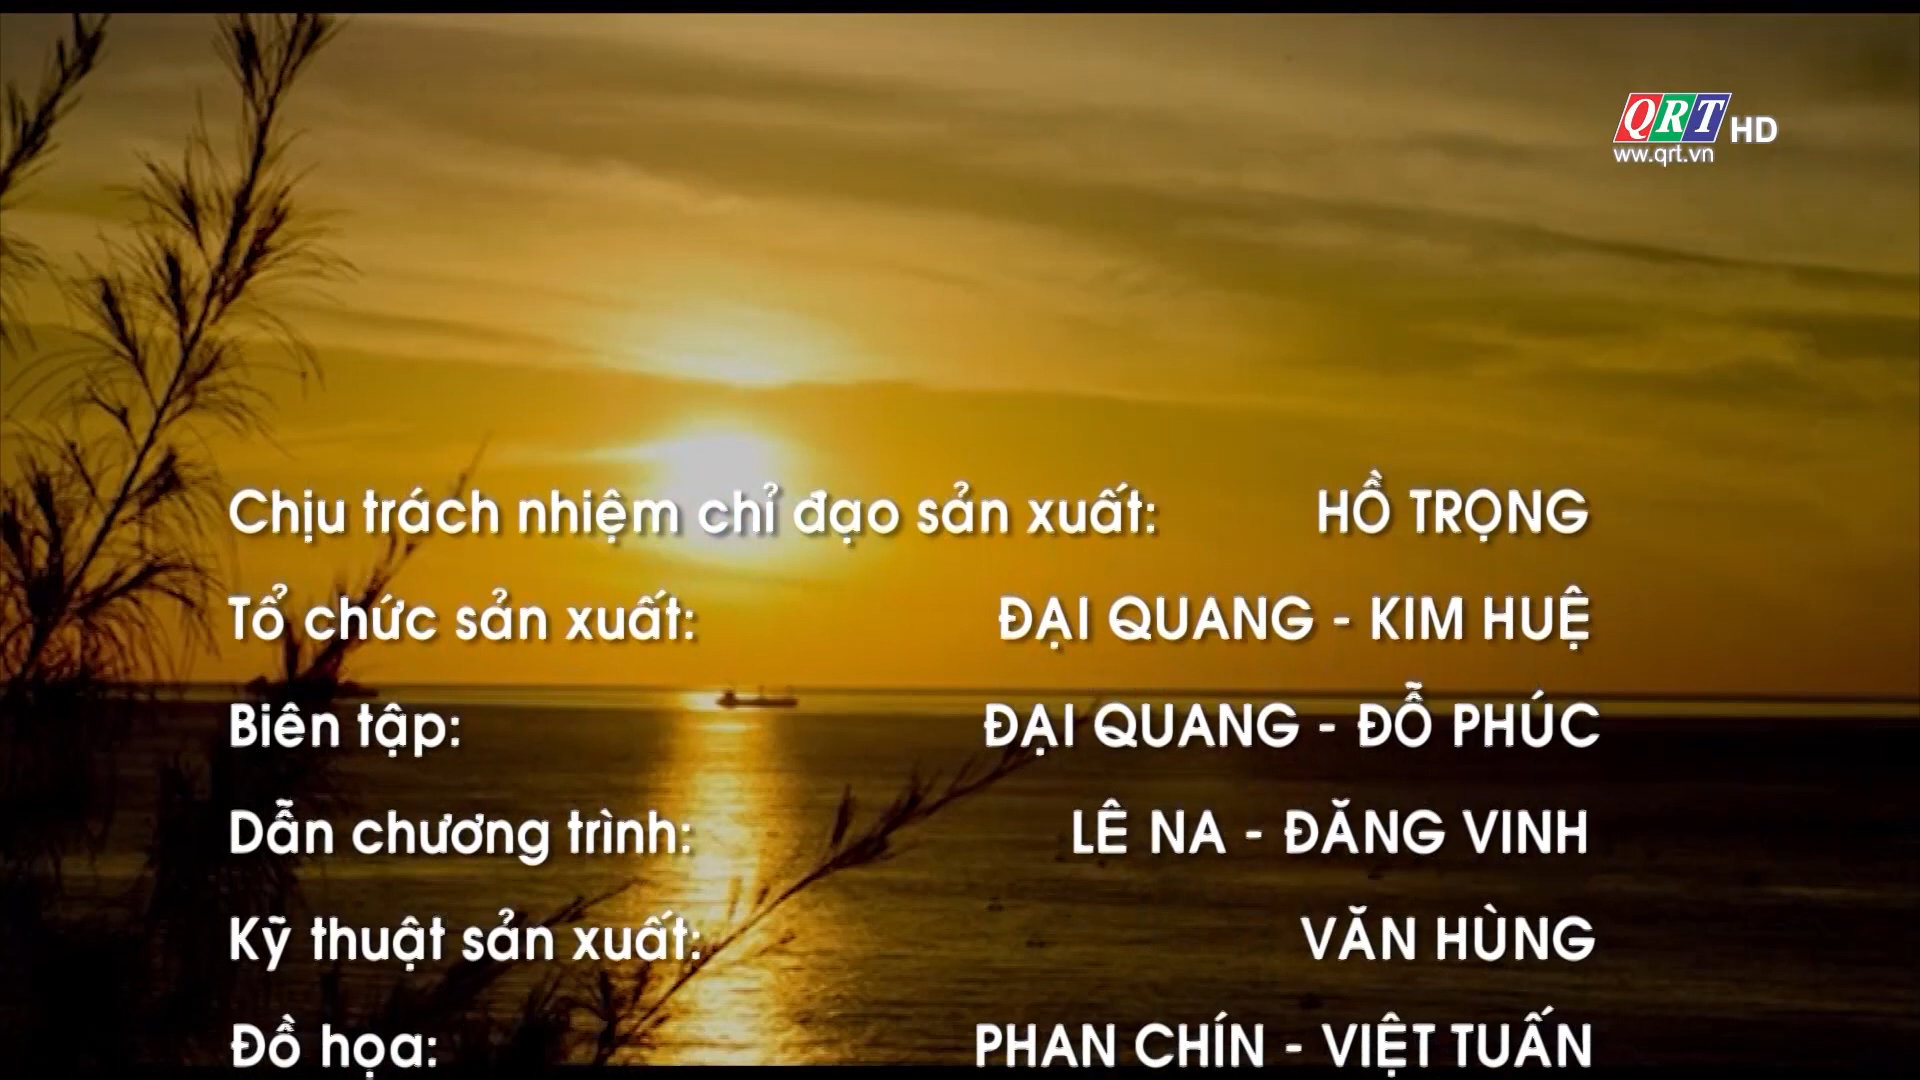 QRT HD
ww.qrt.vn
Chịu trách nhiệm chỉ đạo sản xuất: HỒ TRỌNG
Tổ chức sản xuất: ĐẠI QUANG - KIM HUỆ
Biên tập: ĐẠI QUANG - ĐỖ PHÚC
Dẫn chương trình: LÊ NA - ĐĂNG VINH
Kỹ thuật sản xuất: VĂN HÙNG
Đồ họa: PHAN CHÍN - VIỆT TUẤN